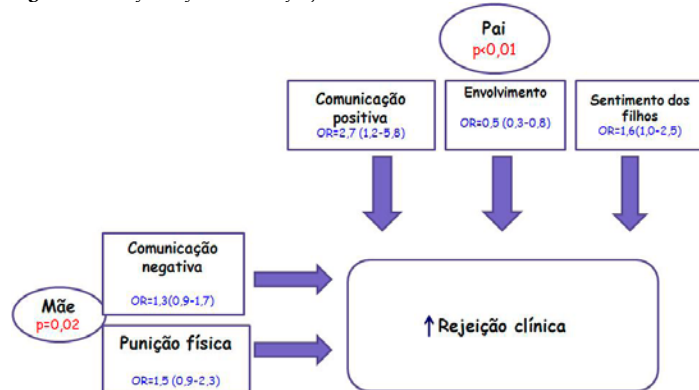 Pai
p<0,01
Comunicação
positiva
OR=2,7 (1,2-5,8)
Envolvimento
OR=0,5 (0,3-0,8)
Sentimento dos
filhos
OR=1,6(1,0-2,5)
Comunicação
negativa
OR=1,3(0,9-1,7)
Mãe
p=0,02
Punição física
OR=1,5 (0,9-2,3)
↑Rejeição clínica